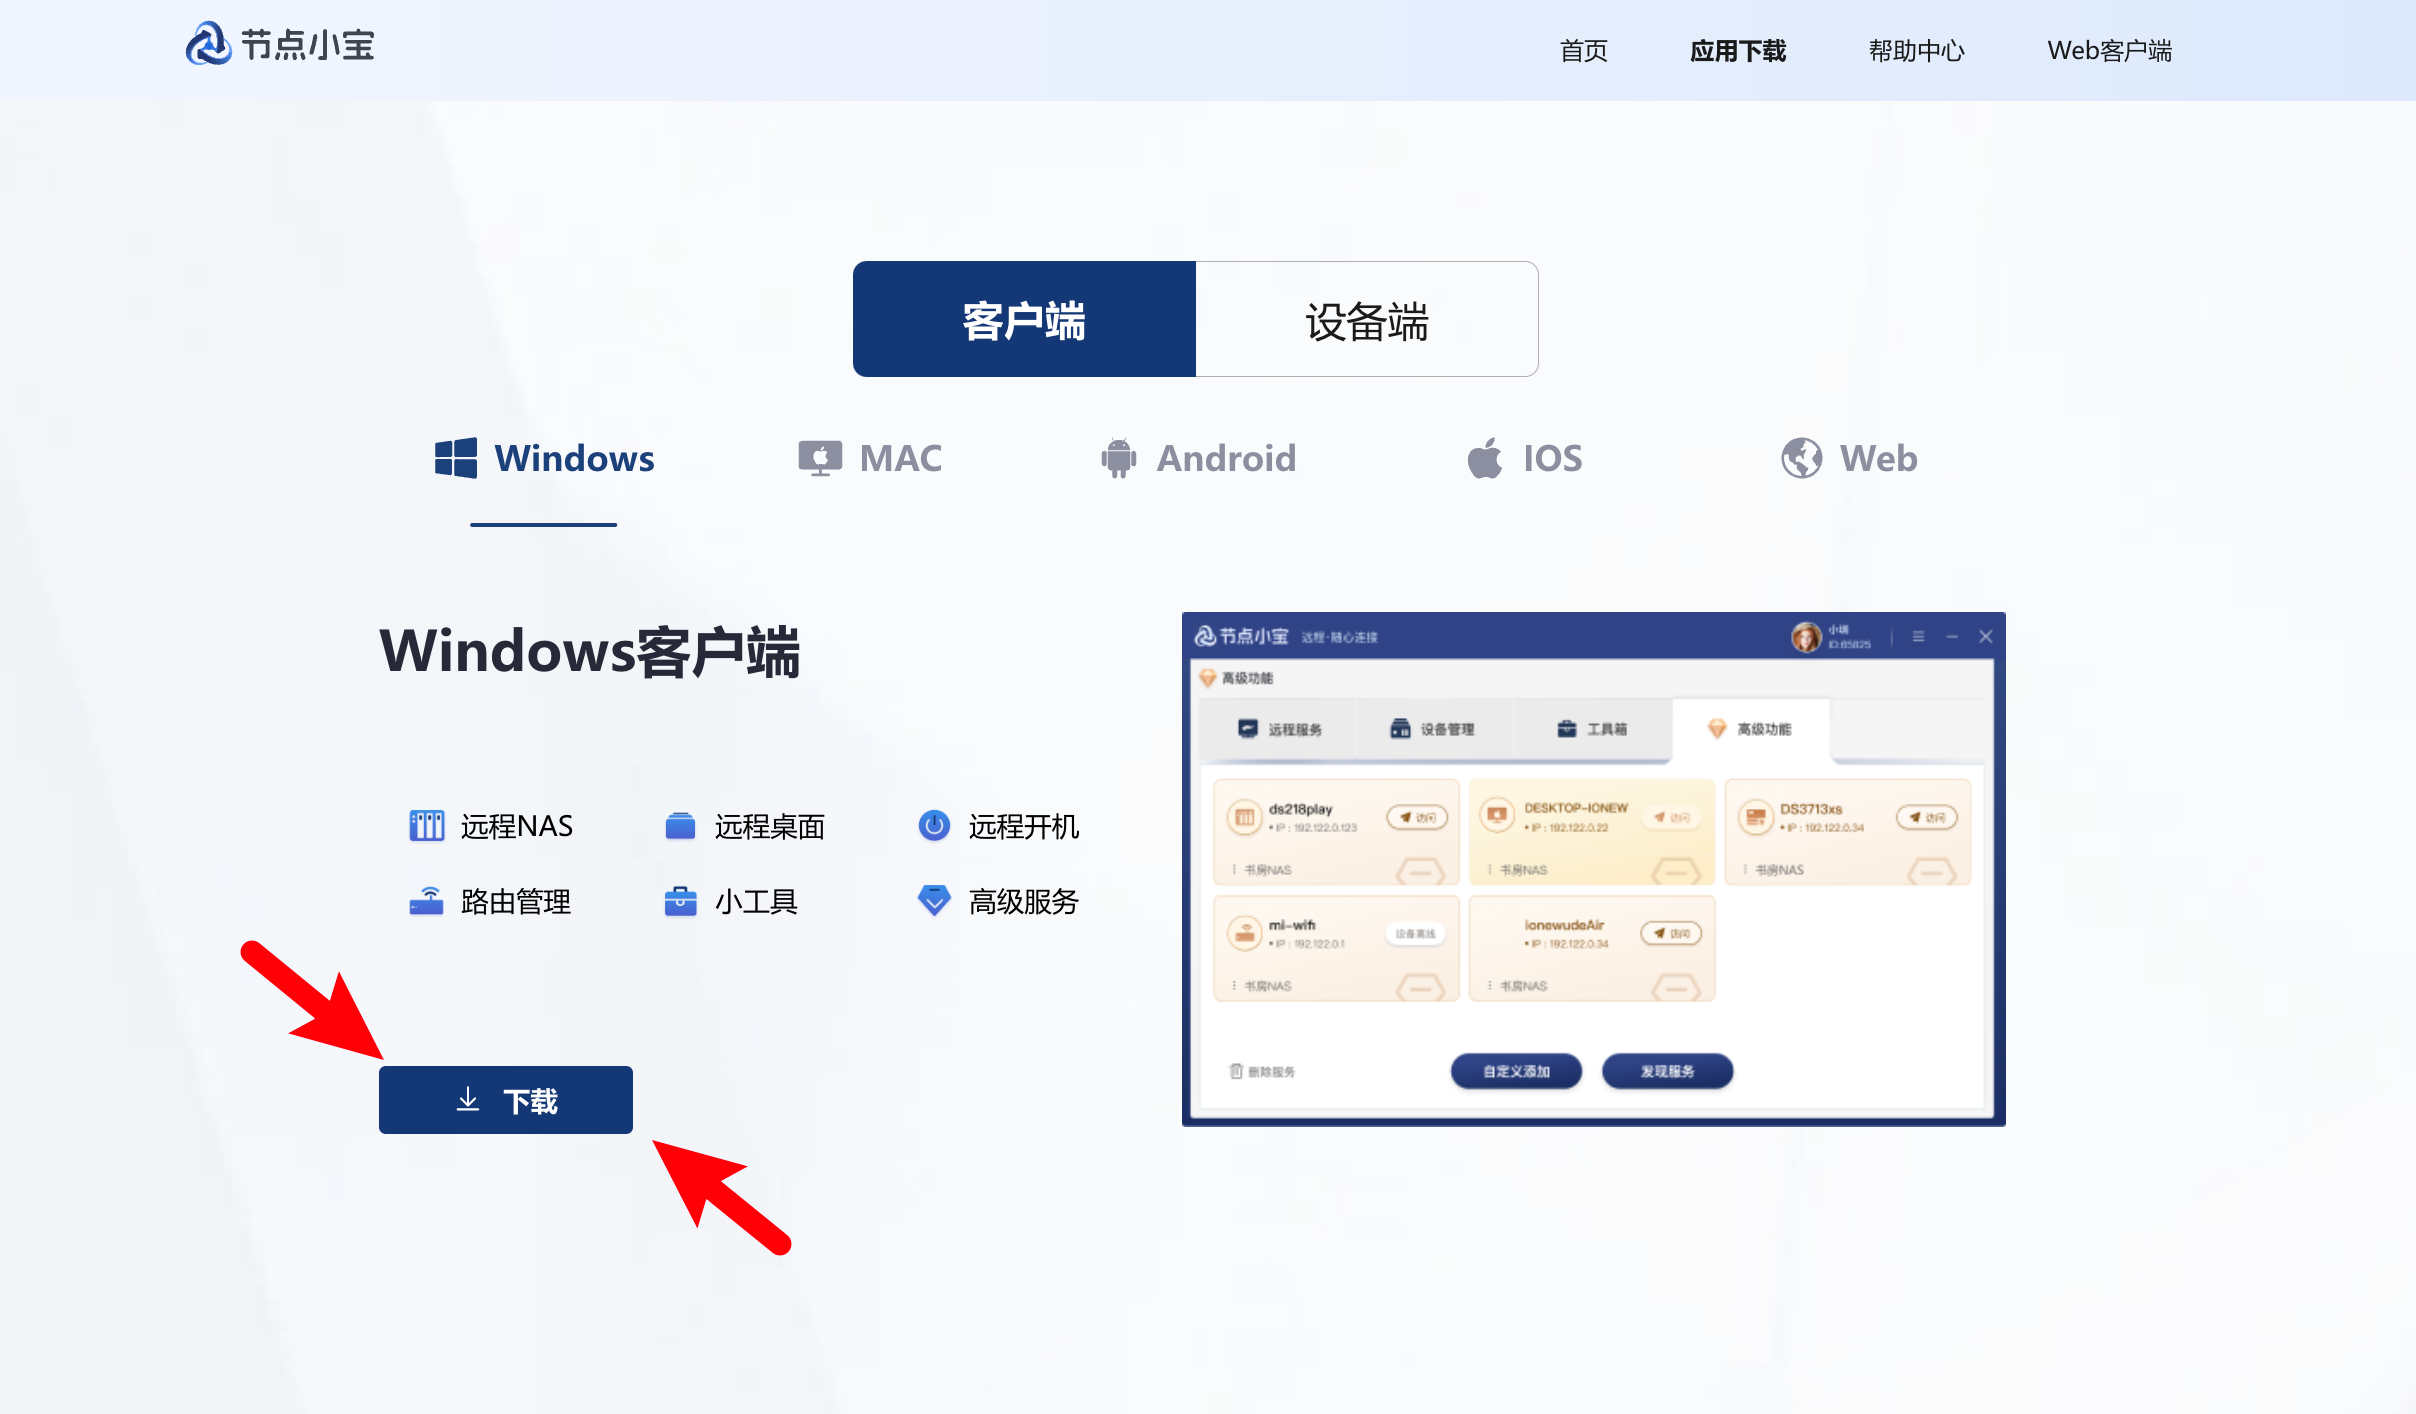 节点小宝
首页 应用下载 帮助中心 Web客户端
客户端 设备端
Windows MAC Android IOS Web
Windows客户端
远程NAS 远程桌面 远程开机
路由管理 小工具 高级服务
下载
节点小宝 远程·随心连接
ID:65825
高级功能
远程服务 设备管理 工具箱 高级功能
ds218play 访问
• IP : 192.122.0.123
书房NAS
DESKTOP-IONEW 访问
• IP : 192.122.0.22
书房NAS
DS3713xs 访问
• IP : 192.122.0.34
书房NAS
mi-wifi 设备离线
• IP : 192.122.0.1
书房NAS
ionewudeAir 访问
• IP : 192.122.0.34
书房NAS
删除服务 自定义添加 发现服务